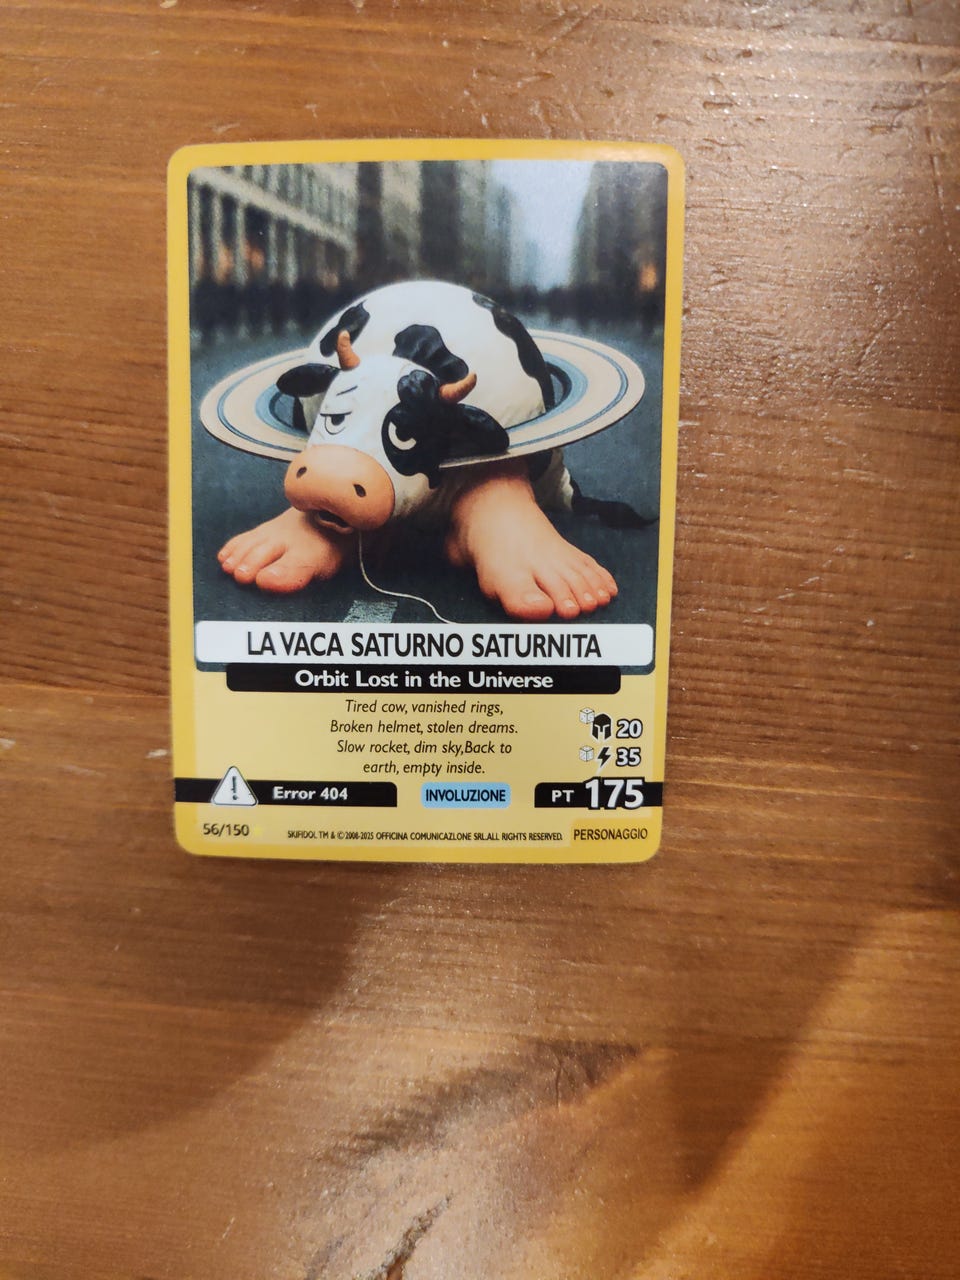 LA VACA SATURNO SATURNITA
Orbit Lost in the Universe
Tired cow, vanished rings,
Broken helmet, stolen dreams.
Slow rocket, dim sky,Back to
earth, empty inside.
20
35
Error 404
INVOLUZIONE
PT 175
56/150
SKIFIDOL TM & © 2008-2025 OFFICINA COMUNICAZLONE SRL.ALL RIGHTS RESERVED.
PERSONAGGIO